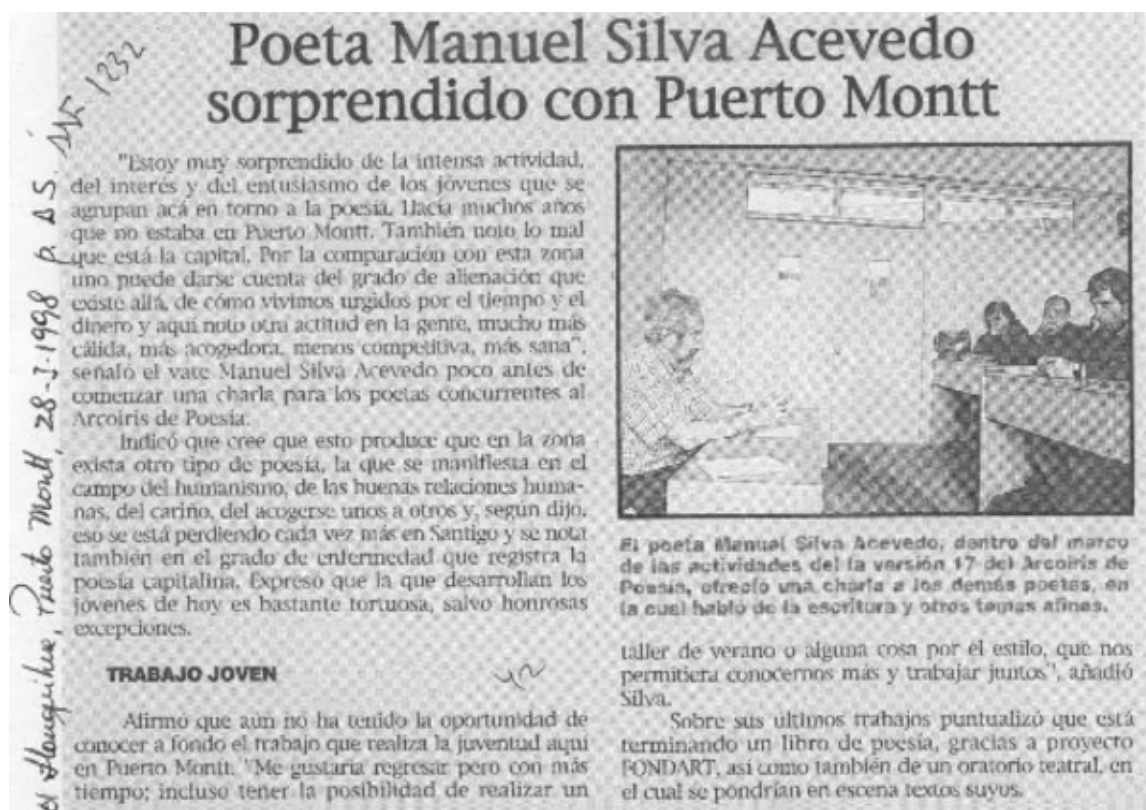 Poeta Manuel Silva Acevedo
sorprendido con Puerto Montt
"Estoy muy sorprendido de la intensa actividad,
del interés y del entusiasmo de los jóvenes que se
agrupan acá en torno a la poesía. Hacía muchos años
que no estaba en Puerto Montt. También noto lo mal
que está la capital. Por la comparación con esta zona
uno puede darse cuenta del grado de alienación que
existe allá, de cómo vivimos urgidos por el tiempo y el
dinero y aquí noto otra actitud en la gente, mucho más
cálida, más acogedora, menos competitiva, más sana",
señaló el vate Manuel Silva Acevedo poco antes de
comenzar una charla para los poetas concurrentes al
Arcoiris de Poesía.
Indicó que cree que esto produce que en la zona
exista otro tipo de poesía, la que se manifiesta en el
campo del humanismo, de las buenas relaciones huma-
nas, del cariño, del acogerse unos a otros y, según dijo,
eso se está perdiendo cada vez más en Santigo y se nota
también en el grado de enfermedad que registra la
poesía capitalina. Expresó que la que desarrollan los
jóvenes de hoy es bastante tortuosa, salvo honrosas
excepciones.
TRABAJO JOVEN
Afirmó que aún no ha tenido la oportunidad de
conocer a fondo el trabajo que realiza la juventud aquí
en Puerto Montt. "Me gustaría regresar pero con más
tiempo; incluso tener la posibilidad de realizar un
El poeta Manuel Silva Acevedo, dentro del marco
de las actividades del la versión 17 del Arcoiris de
Poesía, ofreció una charla a los demás poetas, en
la cual habló de la escritura y otros temas afines.
taller de verano o alguna cosa por el estilo, que nos
permitiera conocernos más y trabajar juntos", añadió
Silva.
Sobre sus últimos trabajos puntualizó que está
terminando un libro de poesía, gracias a proyecto
FONDART, así como también de un oratorio teatral, en
el cual se pondrían en escena textos suyos.
Llanquihue, Puerto Montt, 28-I-1998 p. A5.
1232